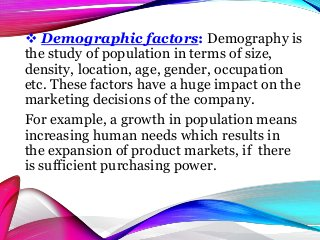 ❖ Demographic factors: Demography is
the study of population in terms of size,
density, location, age, gender, occupation
etc. These factors have a huge impact on the
marketing decisions of the company.
For example, a growth in population means
increasing human needs which results in
the expansion of product markets, if there
is sufficient purchasing power.